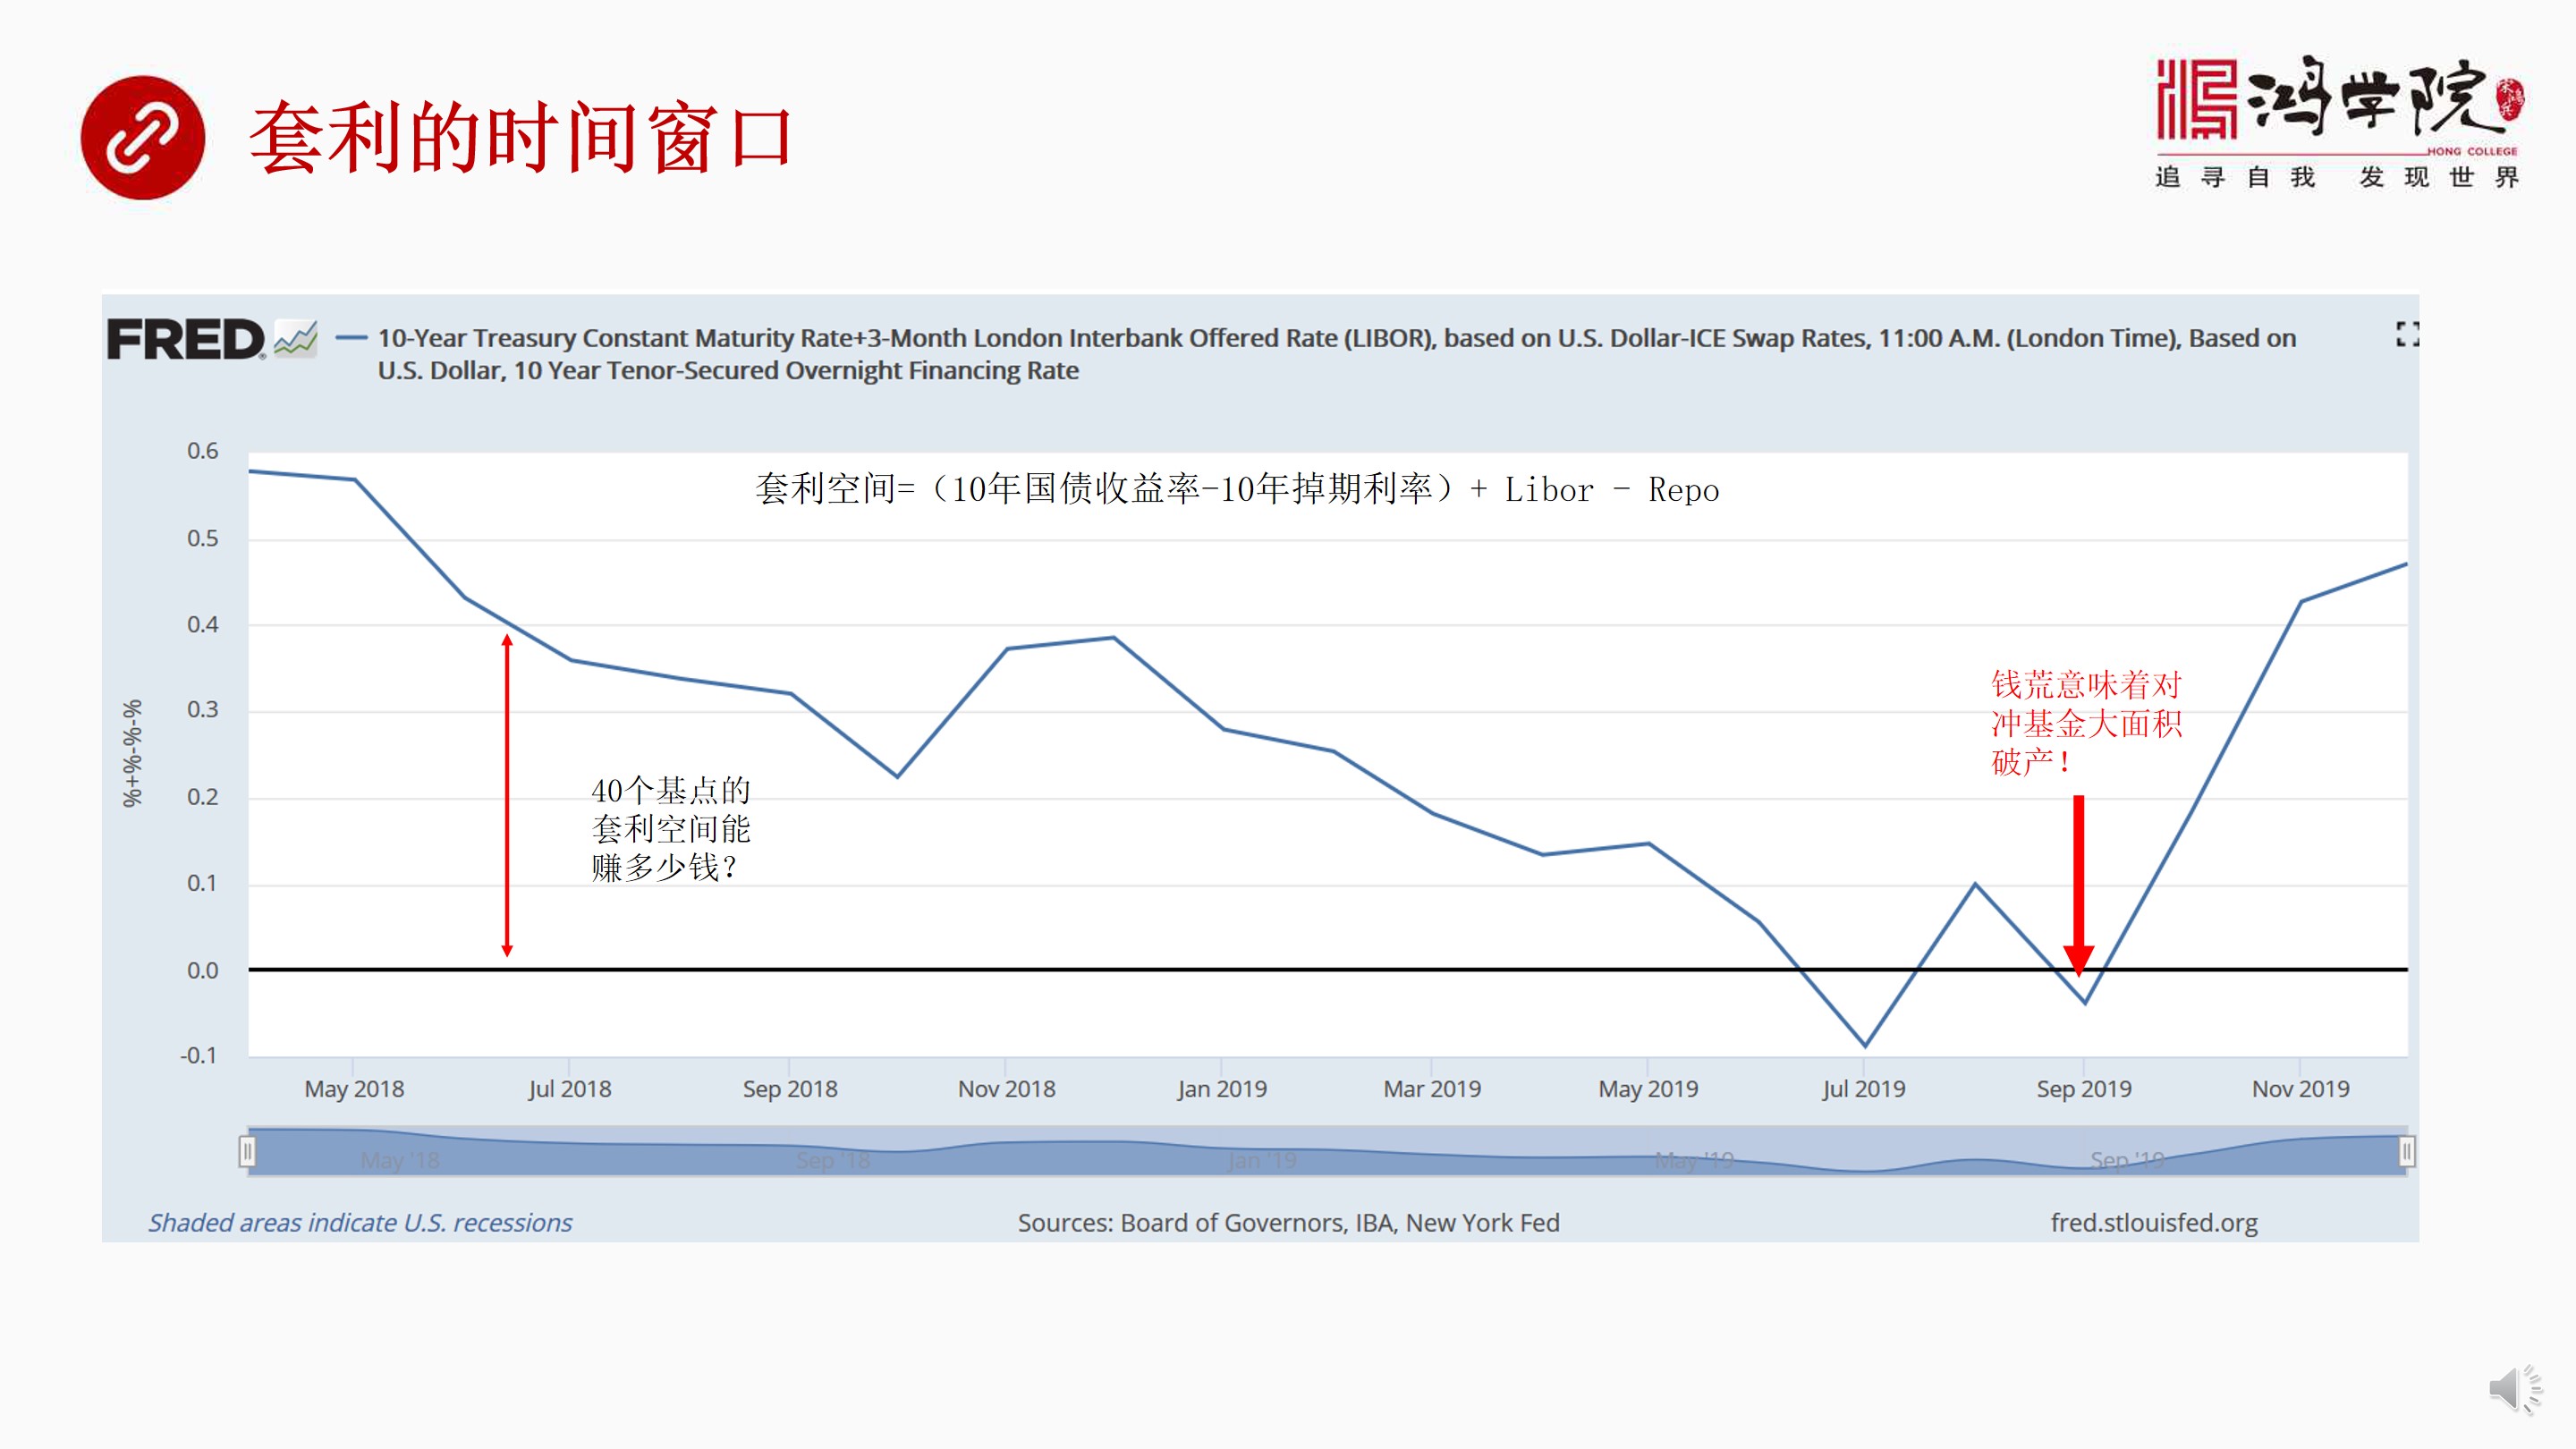 套利的时间窗口
鸿学院
HONG COLLEGE
追寻自我 发现世界
FRED
10-Year Treasury Constant Maturity Rate+3-Month London Interbank Offered Rate (LIBOR), based on U.S. Dollar-ICE Swap Rates, 11:00 A.M. (London Time), Based on
U.S. Dollar, 10 Year Tenor-Secured Overnight Financing Rate
套利空间=（10年国债收益率-10年掉期利率）+ Libor - Repo
%+%-%-%
0.6
0.5
0.4
0.3
0.2
0.1
0.0
-0.1
40个基点的
套利空间能
赚多少钱？
钱荒意味着对
冲基金大面积
破产！
May 2018
Jul 2018
Sep 2018
Nov 2018
Jan 2019
Mar 2019
May 2019
Jul 2019
Sep 2019
Nov 2019
May '18
Sep '18
Jan '19
May '19
Sep '19
Shaded areas indicate U.S. recessions
Sources: Board of Governors, IBA, New York Fed
fred.stlouisfed.org